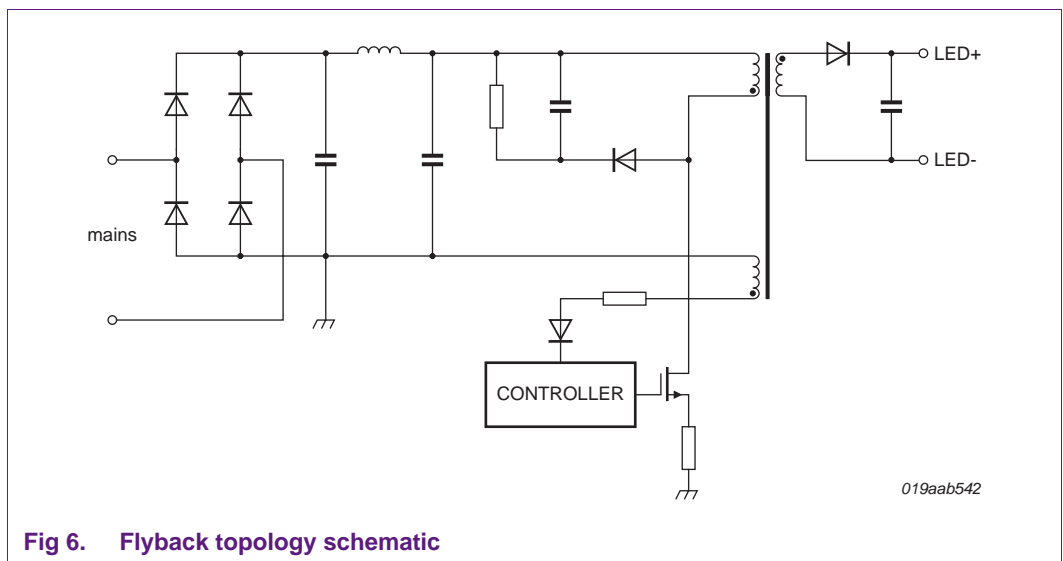 LED+
LED-
mains
CONTROLLER
019aab542
Fig 6. Flyback topology schematic